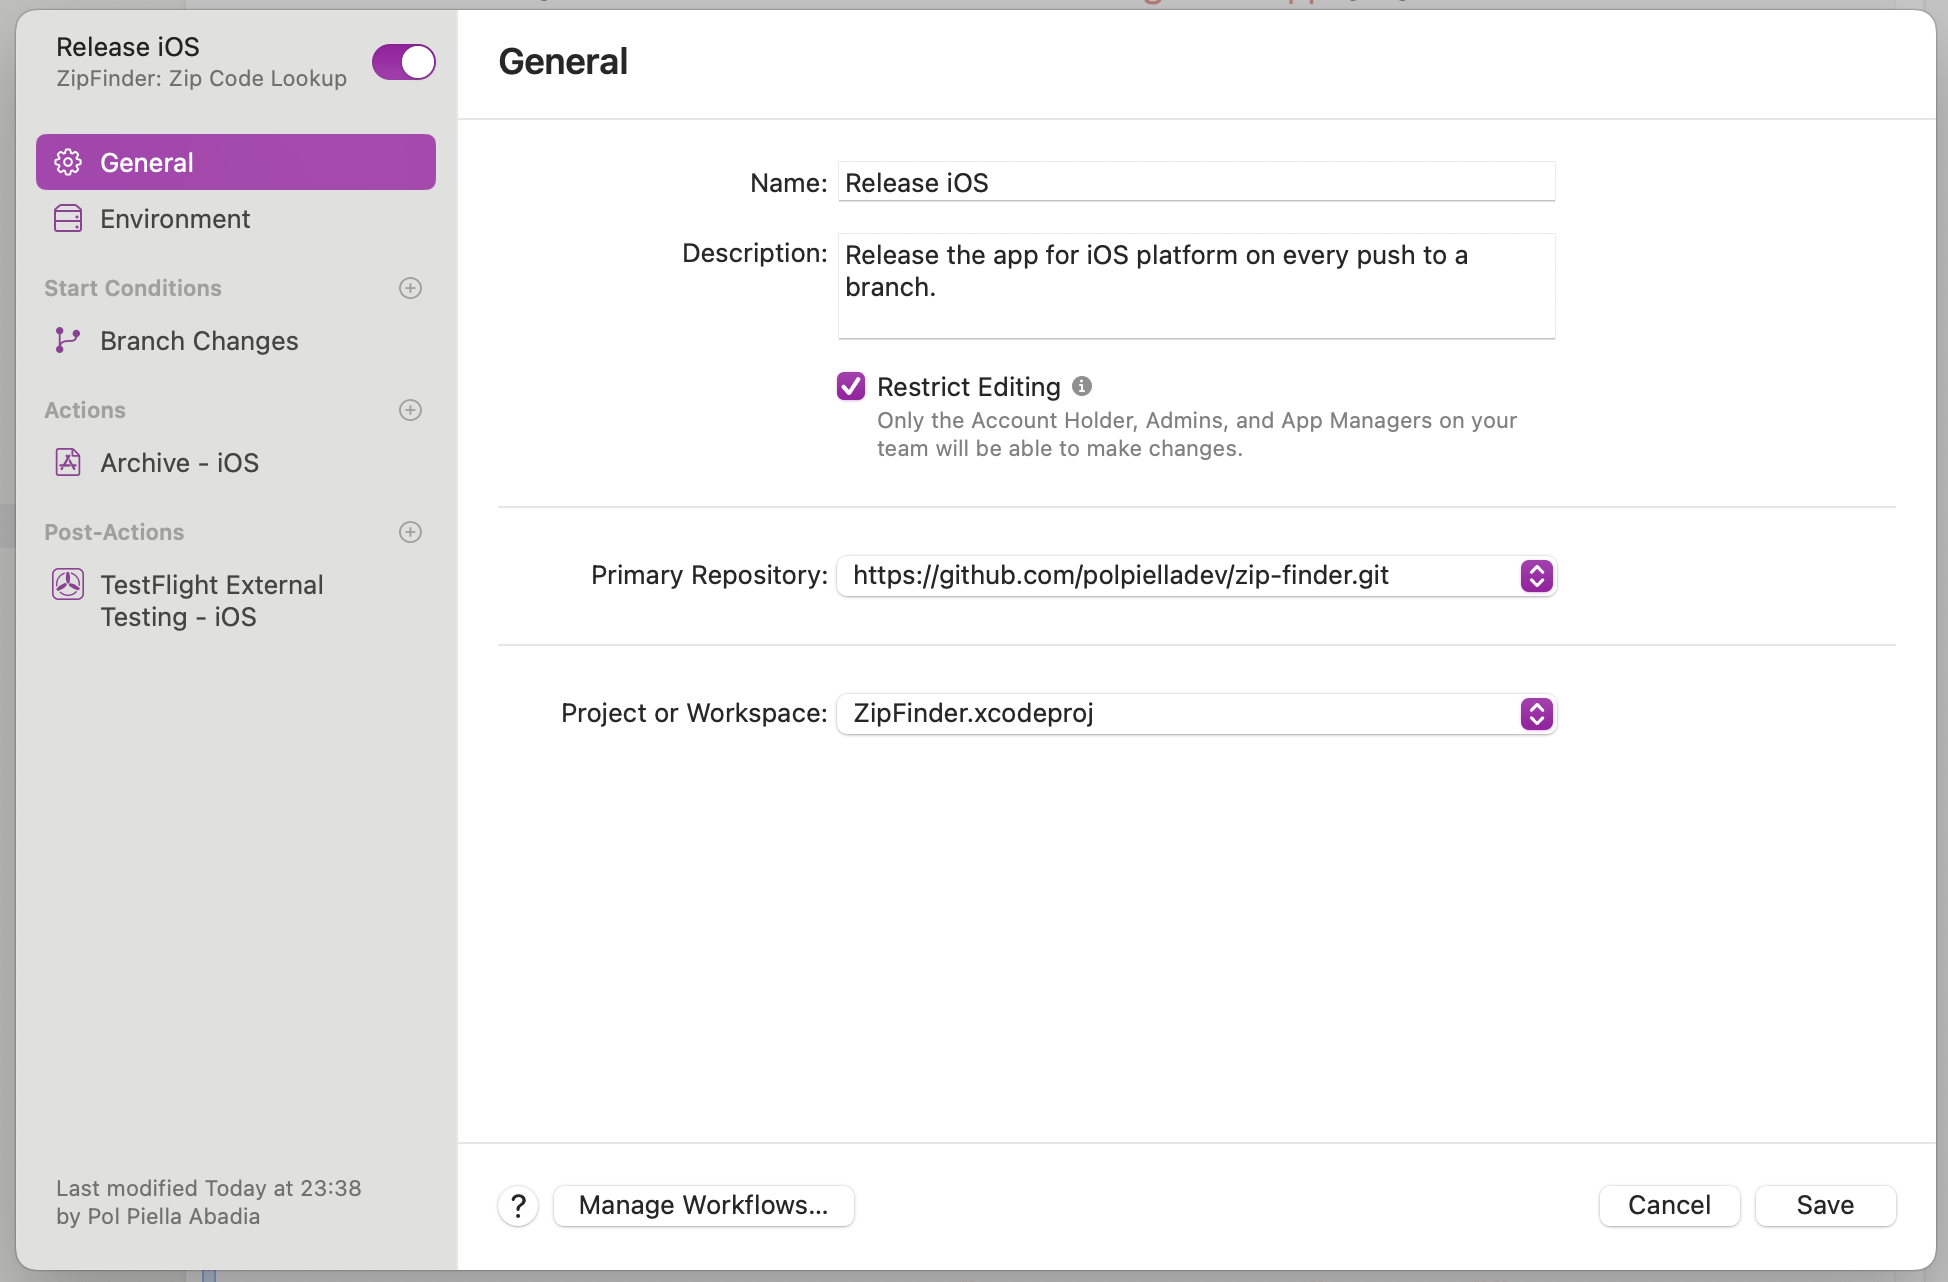 Release iOS
ZipFinder: Zip Code Lookup
General
Environment
Start Conditions
Branch Changes
Actions
Archive - iOS
Post-Actions
TestFlight External
Testing - iOS
Last modified Today at 23:38
by Pol Piella Abadia
General
Name: Release iOS
Description: Release the app for iOS platform on every push to a
branch.
Restrict Editing
Only the Account Holder, Admins, and App Managers on your
team will be able to make changes.
Primary Repository: https://github.com/polpielladev/zip-finder.git
Project or Workspace: ZipFinder.xcodeproj
? Manage Workflows... Cancel Save